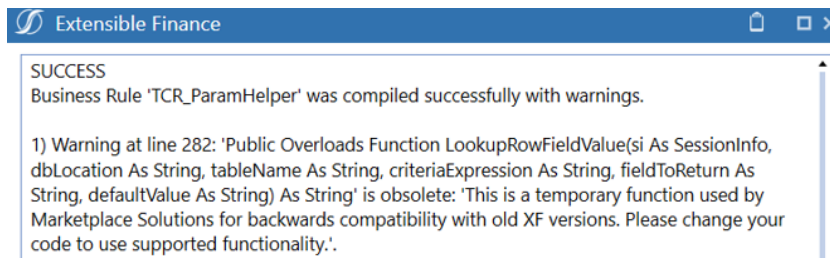 Extensible Finance
SUCCESS
Business Rule 'TCR_ParamHelper' was compiled successfully with warnings.
1) Warning at line 282: 'Public Overloads Function LookupRowFieldValue(si As SessionInfo,
dbLocation As String, tableName As String, criteriaExpression As String, fieldToReturn As
String, defaultValue As String) As String' is obsolete: 'This is a temporary function used by
Marketplace Solutions for backwards compatibility with old XF versions. Please change your
code to use supported functionality.'.